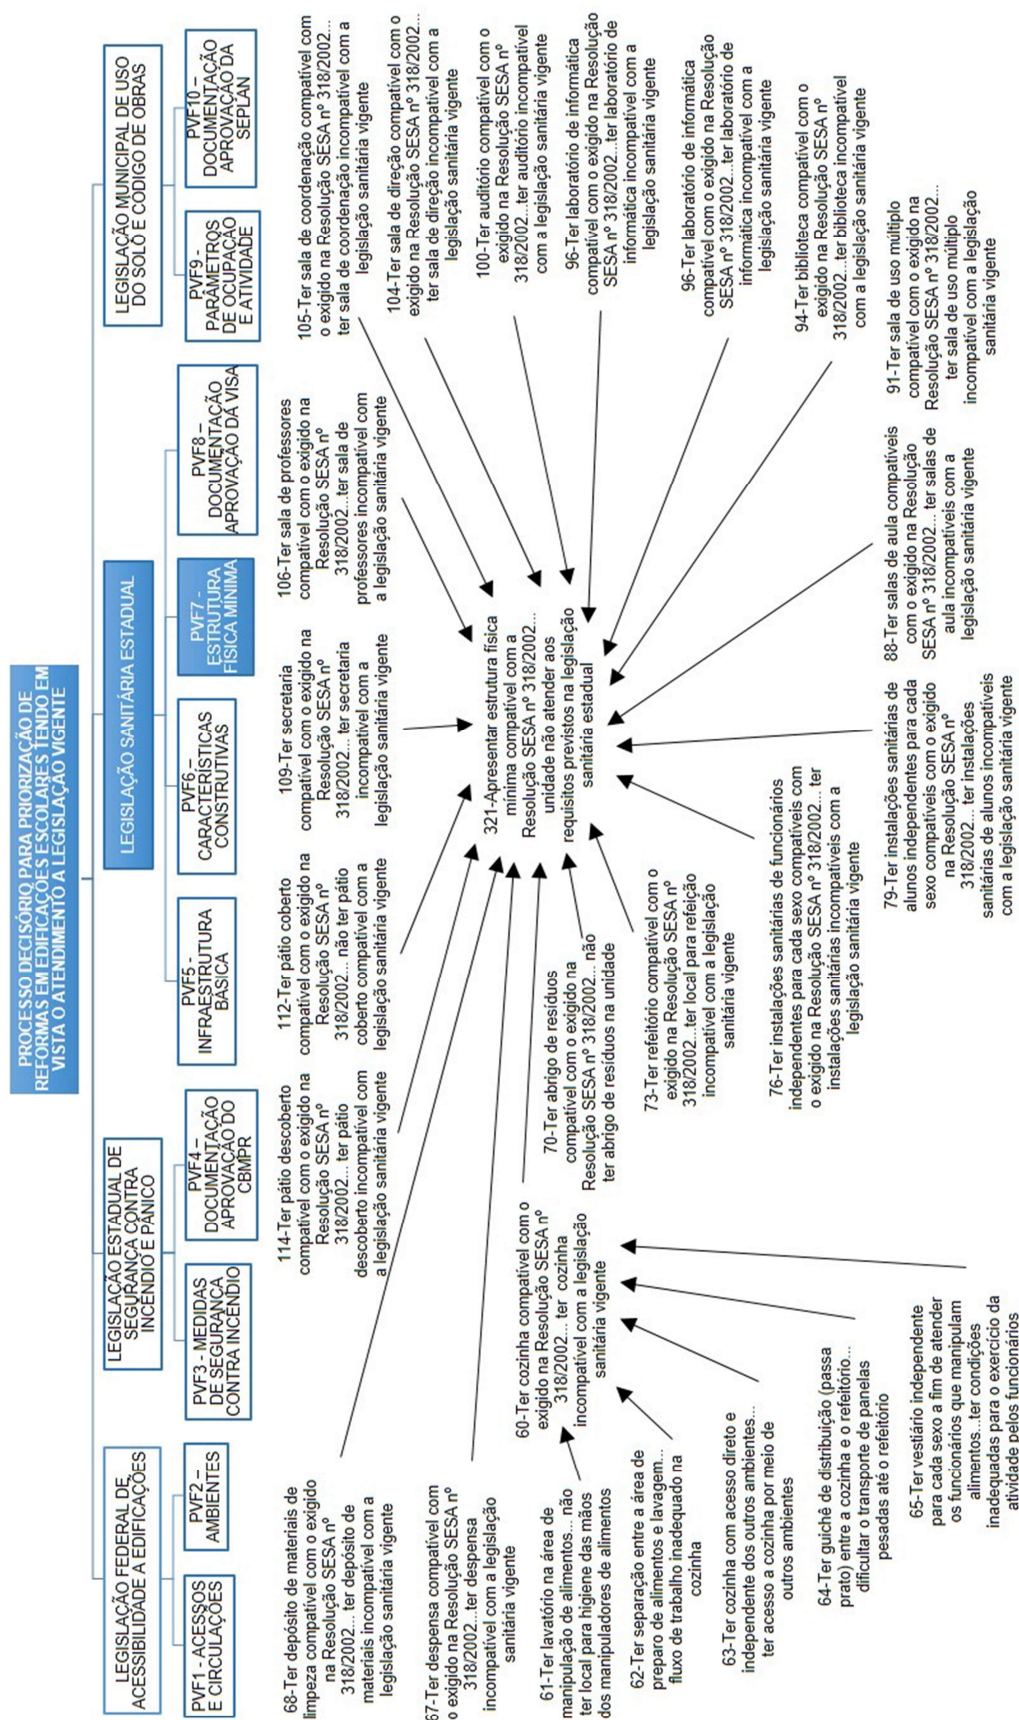 PROCESSO DECISÓRIO PARA PRIORIZAÇÃO DE
REFORMAS EM EDIFICAÇÕES ESCOLARES TENDO EM
VISTA O ATENDIMENTO A LEGISLAÇÃO VIGENTE
LEGISLAÇÃO FEDERAL DE
ACESSIBILIDADE A EDIFICAÇÕES
LEGISLAÇÃO ESTADUAL DE
SEGURANÇA CONTRA
INCÊNDIO E PÂNICO
LEGISLAÇÃO SANITÁRIA ESTADUAL
LEGISLAÇÃO MUNICIPAL DE USO
DO SOLO E CÓDIGO DE OBRAS
PVF1 - ACESSOS
E CIRCULAÇÕES
PVF2 –
AMBIENTES
PVF3 - MEDIDAS
DE SEGURANÇA
CONTRA INCÊNDIO
PVF4 –
DOCUMENTAÇÃO
APROVAÇÃO DO
CBMPR
PVF5 -
INFRAESTRUTURA
BÁSICA
PVF6 –
CARACTERÍSTICAS
CONSTRUTIVAS
PVF7 –
ESTRUTURA
FÍSICA MÍNIMA
PVF8 –
DOCUMENTAÇÃO
APROVAÇÃO DA VISA
PVF9 –
PARÂMETROS
DE OCUPAÇÃO
E ATIVIDADE
PVF10 –
DOCUMENTAÇÃO
APROVAÇÃO DA
SEPLAN
68-Ter depósito de materiais de
limpeza compatível com o exigido
na Resolução SESA nº
318/2002... ter depósito de
materiais incompatível com a
legislação sanitária vigente
114-Ter pátio descoberto
compatível com o exigido na
Resolução SESA nº
318/2002... ter pátio
descoberto incompatível com
a legislação sanitária vigente
112-Ter pátio coberto
compatível com o exigido na
Resolução SESA nº
318/2002... não ter pátio
coberto compatível com a
legislação sanitária vigente
109-Ter secretaria
compatível com o exigido na
Resolução SESA nº
318/2002... ter secretaria
incompatível com a
legislação sanitária vigente
106-Ter sala de professores
compatível com o exigido na
Resolução SESA nº
318/2002...ter sala de
professores incompatível com
a legislação sanitária vigente
105-Ter sala de coordenação compatível com
o exigido na Resolução SESA nº 318/2002...
ter sala de coordenação incompatível com a
legislação sanitária vigente
104-Ter sala de direção compatível com o
exigido na Resolução SESA nº 318/2002...
ter sala de direção incompatível com a
legislação sanitária vigente
100-Ter auditório compatível com o
exigido na Resolução SESA nº
318/2002...ter auditório incompatível
com a legislação sanitária vigente
96-Ter laboratório de informática
compatível com o exigido na Resolução
SESA nº 318/2002...ter laboratório de
informática incompatível com a
legislação sanitária vigente
96-Ter laboratório de informática
compatível com o exigido na Resolução
SESA nº 318/2002...ter laboratório de
informática incompatível com a
legislação sanitária vigente
94-Ter biblioteca compatível com o
exigido na Resolução SESA nº
318/2002...ter biblioteca incompatível
com a legislação sanitária vigente
91-Ter sala de uso múltiplo
compatível com o exigido na
Resolução SESA nº 318/2002...
ter sala de uso múltiplo
incompatível com a legislação
sanitária vigente
88-Ter salas de aula compatíveis
com o exigido na Resolução
SESA nº 318/2002... ter salas de
aula incompatíveis com a
legislação sanitária vigente
321-Apresentar estrutura física
mínima compatível com a
Resolução SESA nº 318/2002...
unidade não atender aos
requisitos previstos na legislação
sanitária estadual
67-Ter despensa compatível com
o exigido na Resolução SESA nº
318/2002...ter despensa
incompatível com a legislação
sanitária vigente
60-Ter cozinha compatível com o
exigido na Resolução SESA nº
318/2002... ter cozinha
incompatível com a legislação
sanitária vigente
70-Ter abrigo de resíduos
compatível com o exigido na
Resolução SESA nº 318/2002... não
ter abrigo de resíduos na unidade
73-Ter refeitório compatível com o
exigido na Resolução SESA nº
318/2002...ter local para refeição
incompatível com a legislação
sanitária vigente
76-Ter instalações sanitárias de funcionários
independentes para cada sexo compatíveis com
o exigido na Resolução SESA nº 318/2002... ter
instalações sanitárias incompatíveis com a
legislação sanitária vigente
79-Ter instalações sanitárias de
alunos independentes para cada
sexo compatíveis com o exigido
na Resolução SESA nº
318/2002... ter instalações
sanitárias de alunos incompatíveis
com a legislação sanitária vigente
61-Ter lavatório na área de
manipulação de alimentos... não
ter local para higiene das mãos
dos manipuladores de alimentos
62-Ter separação entre a área de
preparo de alimentos e lavagem...
fluxo de trabalho inadequado na
cozinha
63-Ter cozinha com acesso direto e
independente dos outros ambientes...
ter acesso a cozinha por meio de
outros ambientes
64-Ter guichê de distribuição (passa
prato) entre a cozinha e o refeitório...
dificultar o transporte de panelas
pesadas até o refeitório
65-Ter vestiário independente
para cada sexo a fim de atender
os funcionários que manipulam
alimentos...ter condições
inadequadas para o exercício da
atividade pelos funcionários